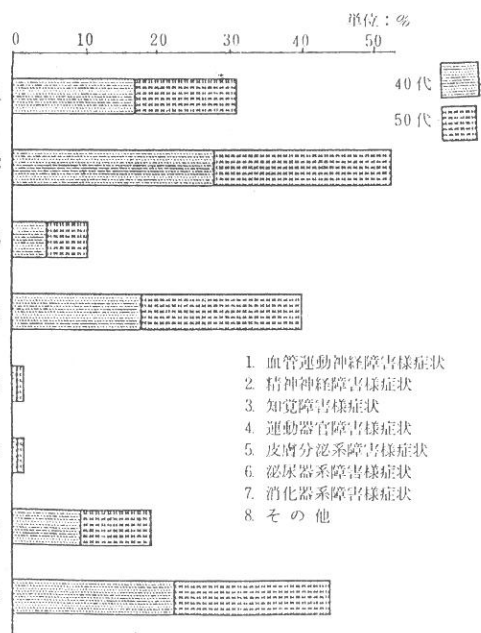 単位：%
0 10 20 30 40 50
40代
50代
1. 血管運動神経障害様症状
2. 精神神経障害様症状
3. 知覚障害様症状
4. 運動器官障害様症状
5. 皮膚分泌系障害様症状
6. 泌尿器系障害様症状
7. 消化器系障害様症状
8. その他